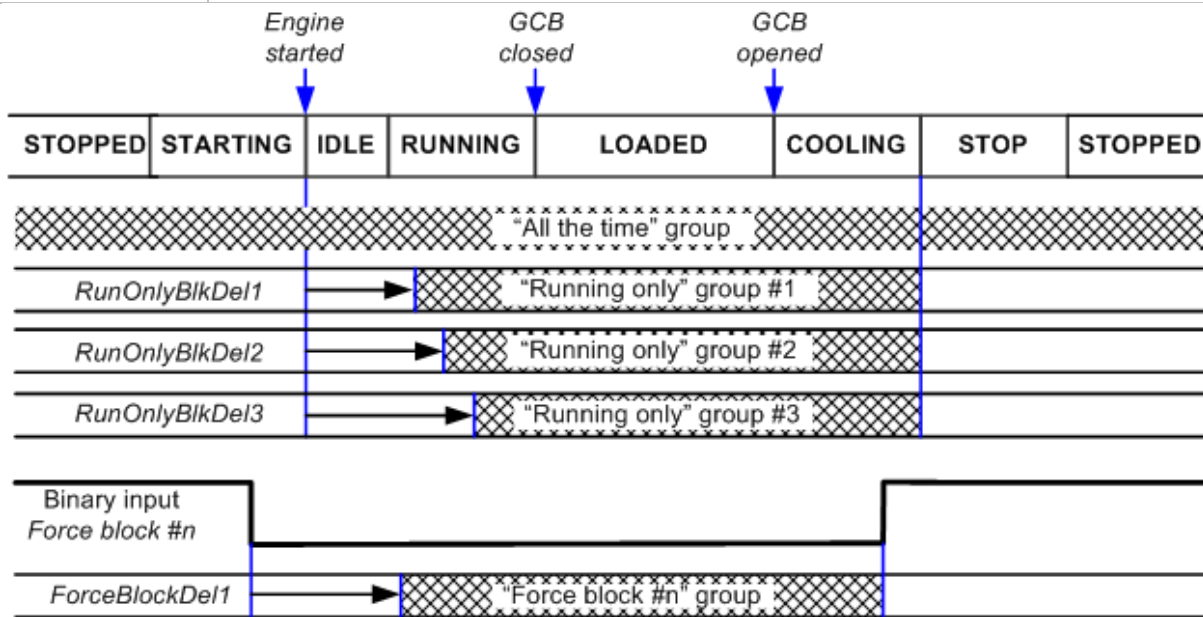 Engine started
GCB closed
GCB opened
STOPPED STARTING IDLE RUNNING LOADED COOLING STOP STOPPED
“All the time” group
RunOnlyBlkDel1 “Running only” group #1
RunOnlyBlkDel2 “Running only” group #2
RunOnlyBlkDel3 “Running only” group #3
Binary input
Force block #n
ForceBlockDel1 “Force block #n” group